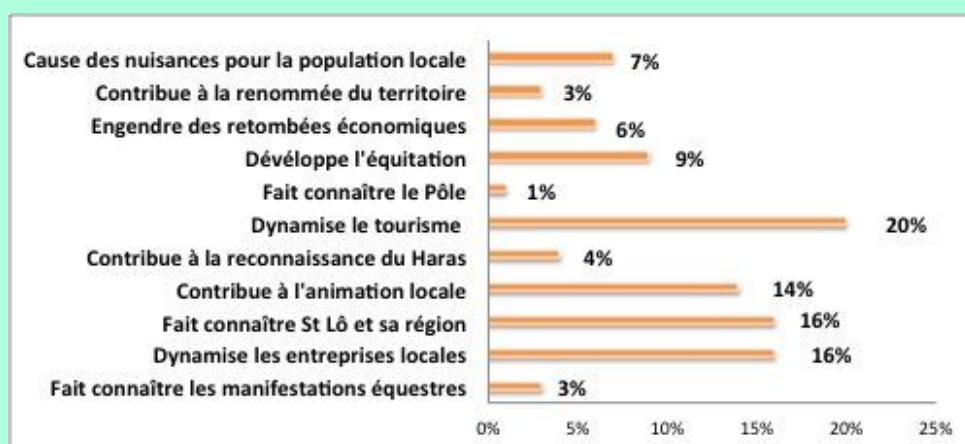 Cause des nuisances pour la population locale 7%
Contribue à la renommée du territoire 3%
Engendre des retombées économiques 6%
Dévéloppe l'équitation 9%
Fait connaître le Pôle 1%
Dynamise le tourisme 20%
Contribue à la reconnaissance du Haras 4%
Contribue à l'animation locale 14%
Fait connaître St Lô et sa région 16%
Dynamise les entreprises locales 16%
Fait connaître les manifestations équestres 3%
0% 5% 10% 15% 20% 25%